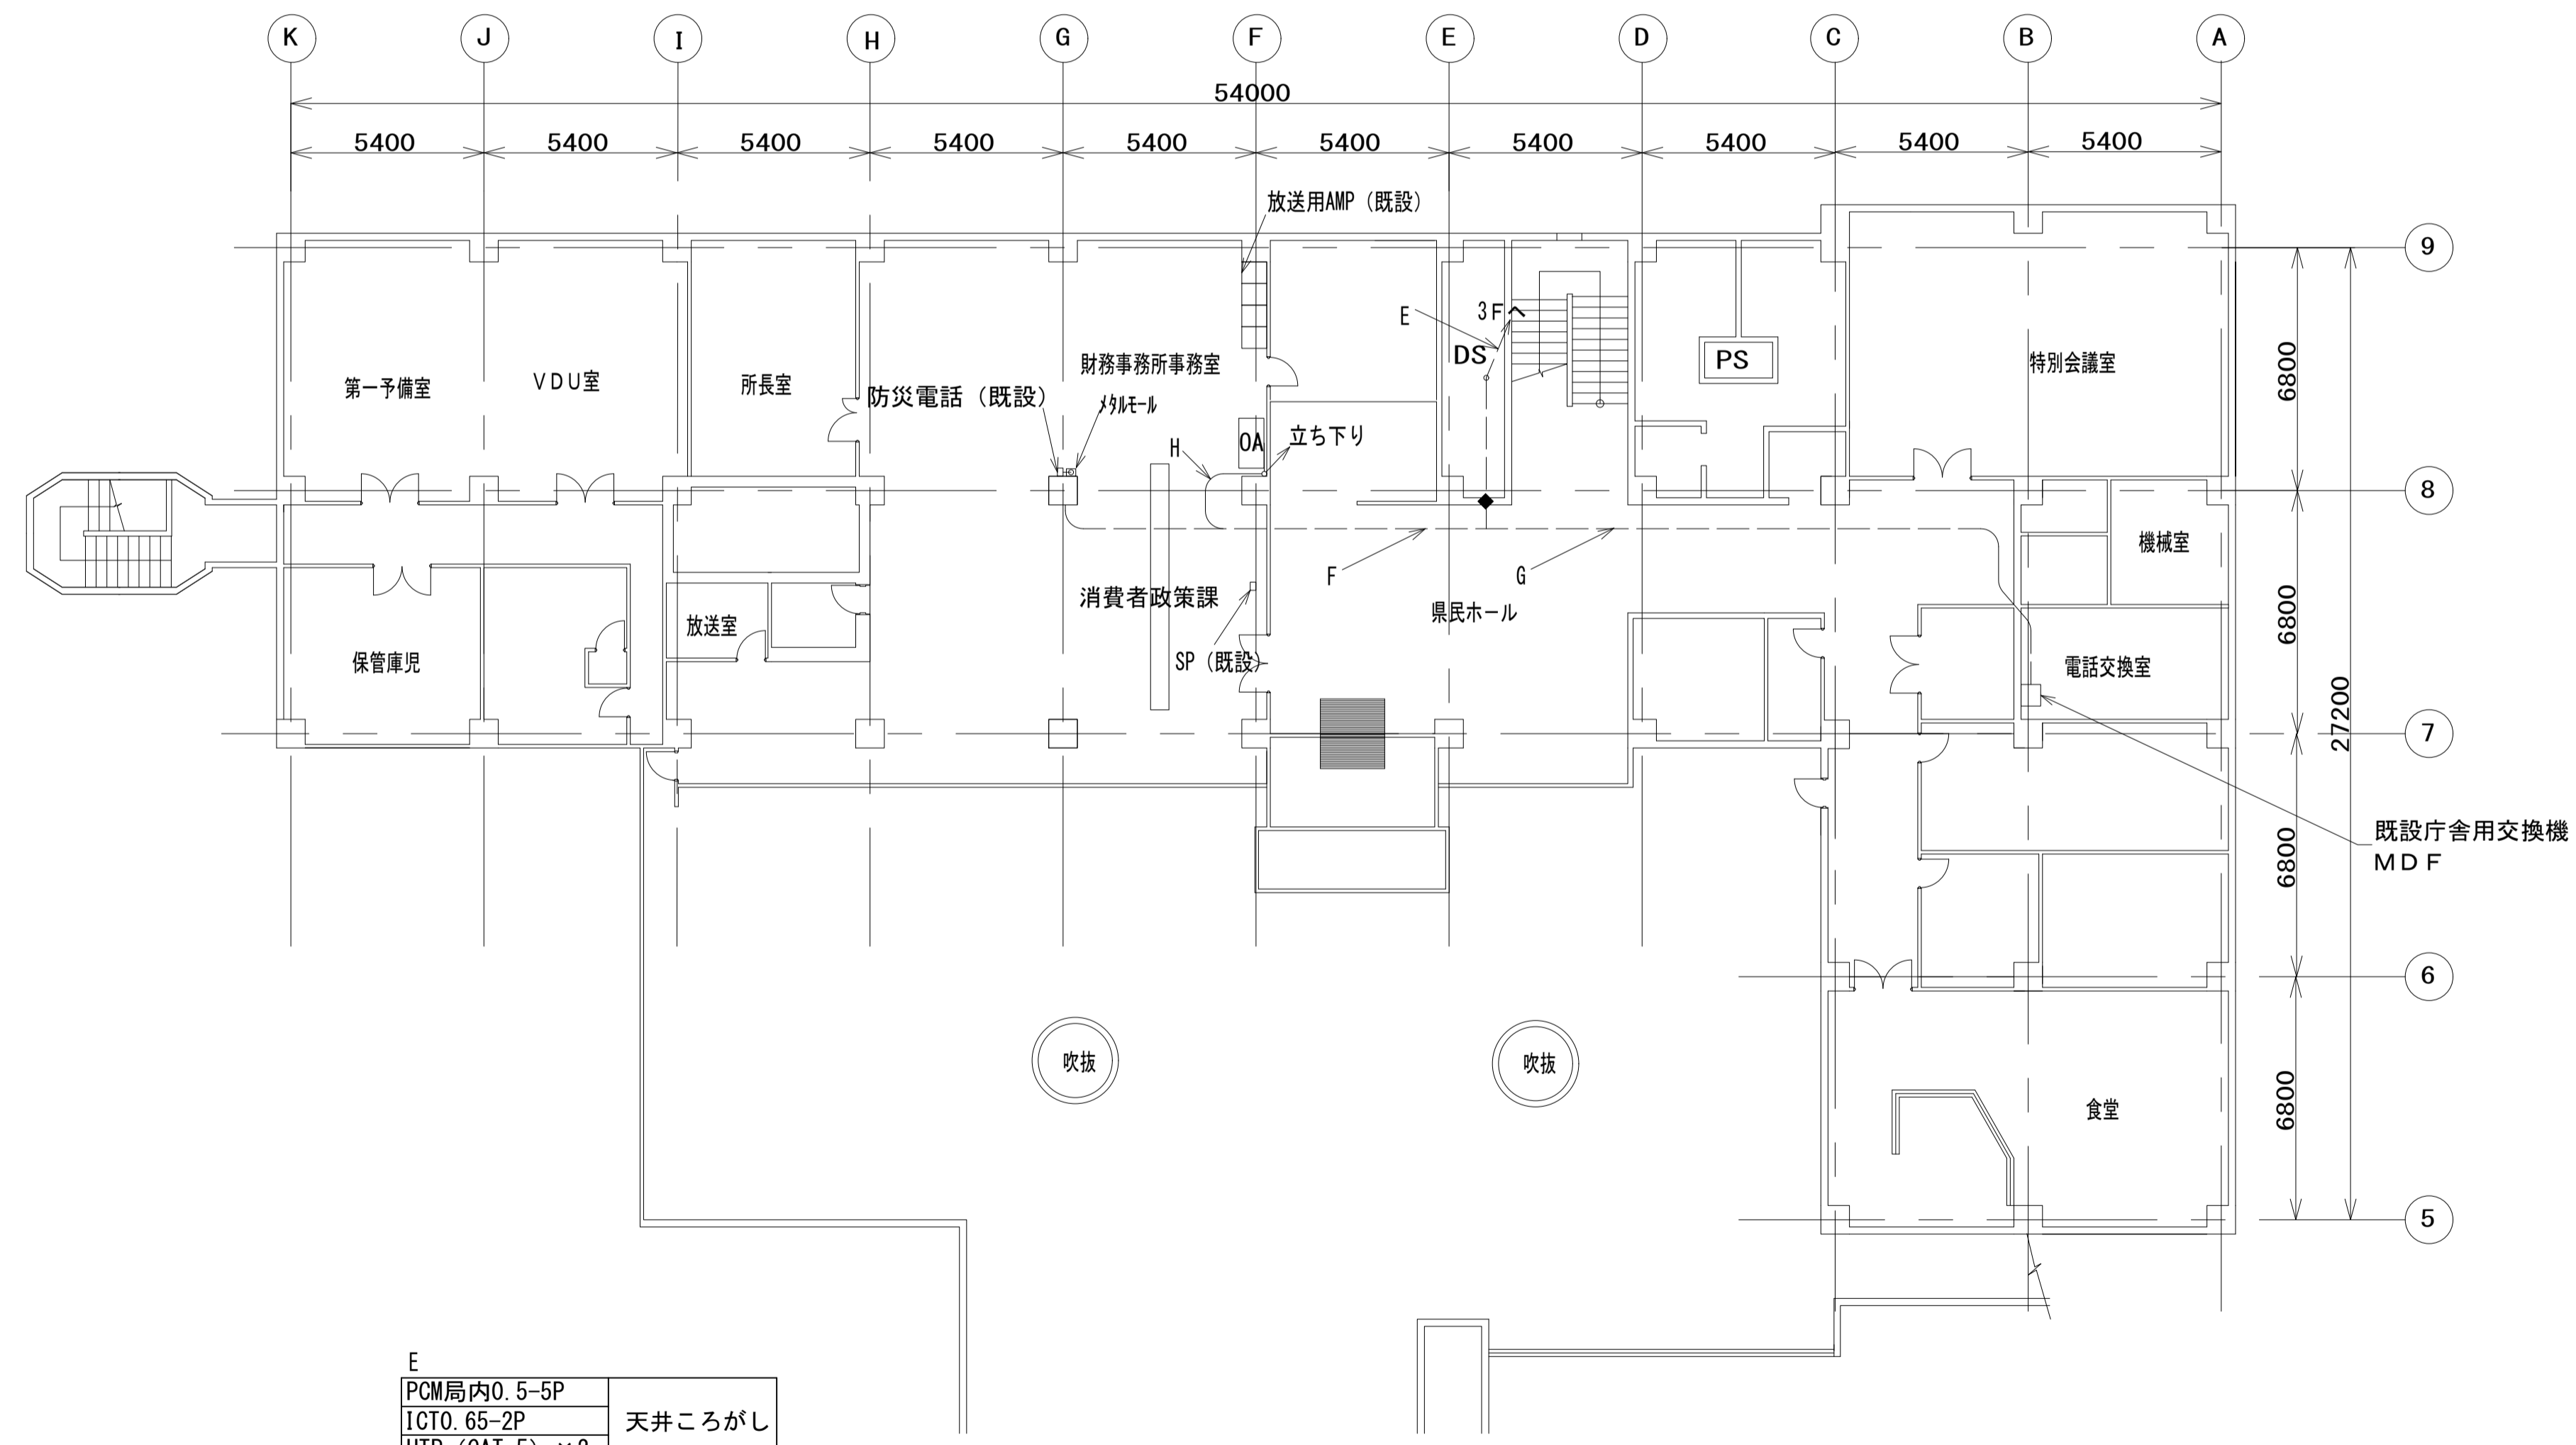 K
J
I
H
G
F
E
D
C
B
A
54000
5400
5400
5400
5400
5400
5400
5400
5400
5400
5400
放送用AMP（既設）
9
E
3Fへ
DS
PS
財務事務所事務室
特別会議室
6800
第一予備室
VDU室
所長室
防災電話（既設）
メタルモール
H
OA
立ち下り
8
機械室
F
G
消費者政策課
県民ホール
6800
放送室
保管庫児
SP（既設）
電話交換室
27200
7
既設庁舎用交換機
MDF
6800
6
吹抜
吹抜
食堂
6800
5
E
PCM局内0.5-5P
ICT0.65-2P
天井ころがし